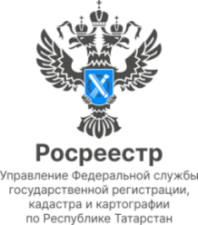 Росреестр
Управление Федеральной службы
государственной регистрации,
кадастра и картографии
по Республике Татарстан